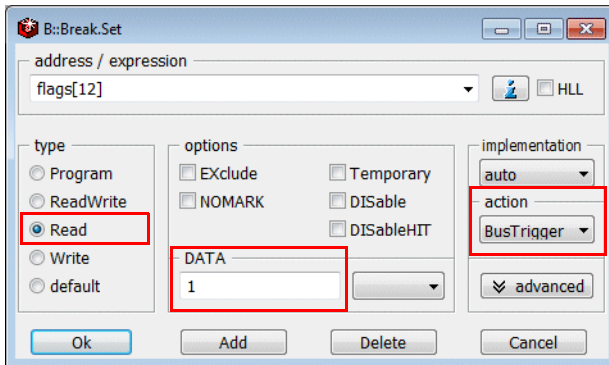 B::Break.Set
address / expression
flags[12]
HLL
type
Program
ReadWrite
Read
Write
default
options
EXclude
NOMARK
Temporary
DISable
DISableHIT
DATA
1
implementation
auto
action
BusTrigger
advanced
Ok
Add
Delete
Cancel